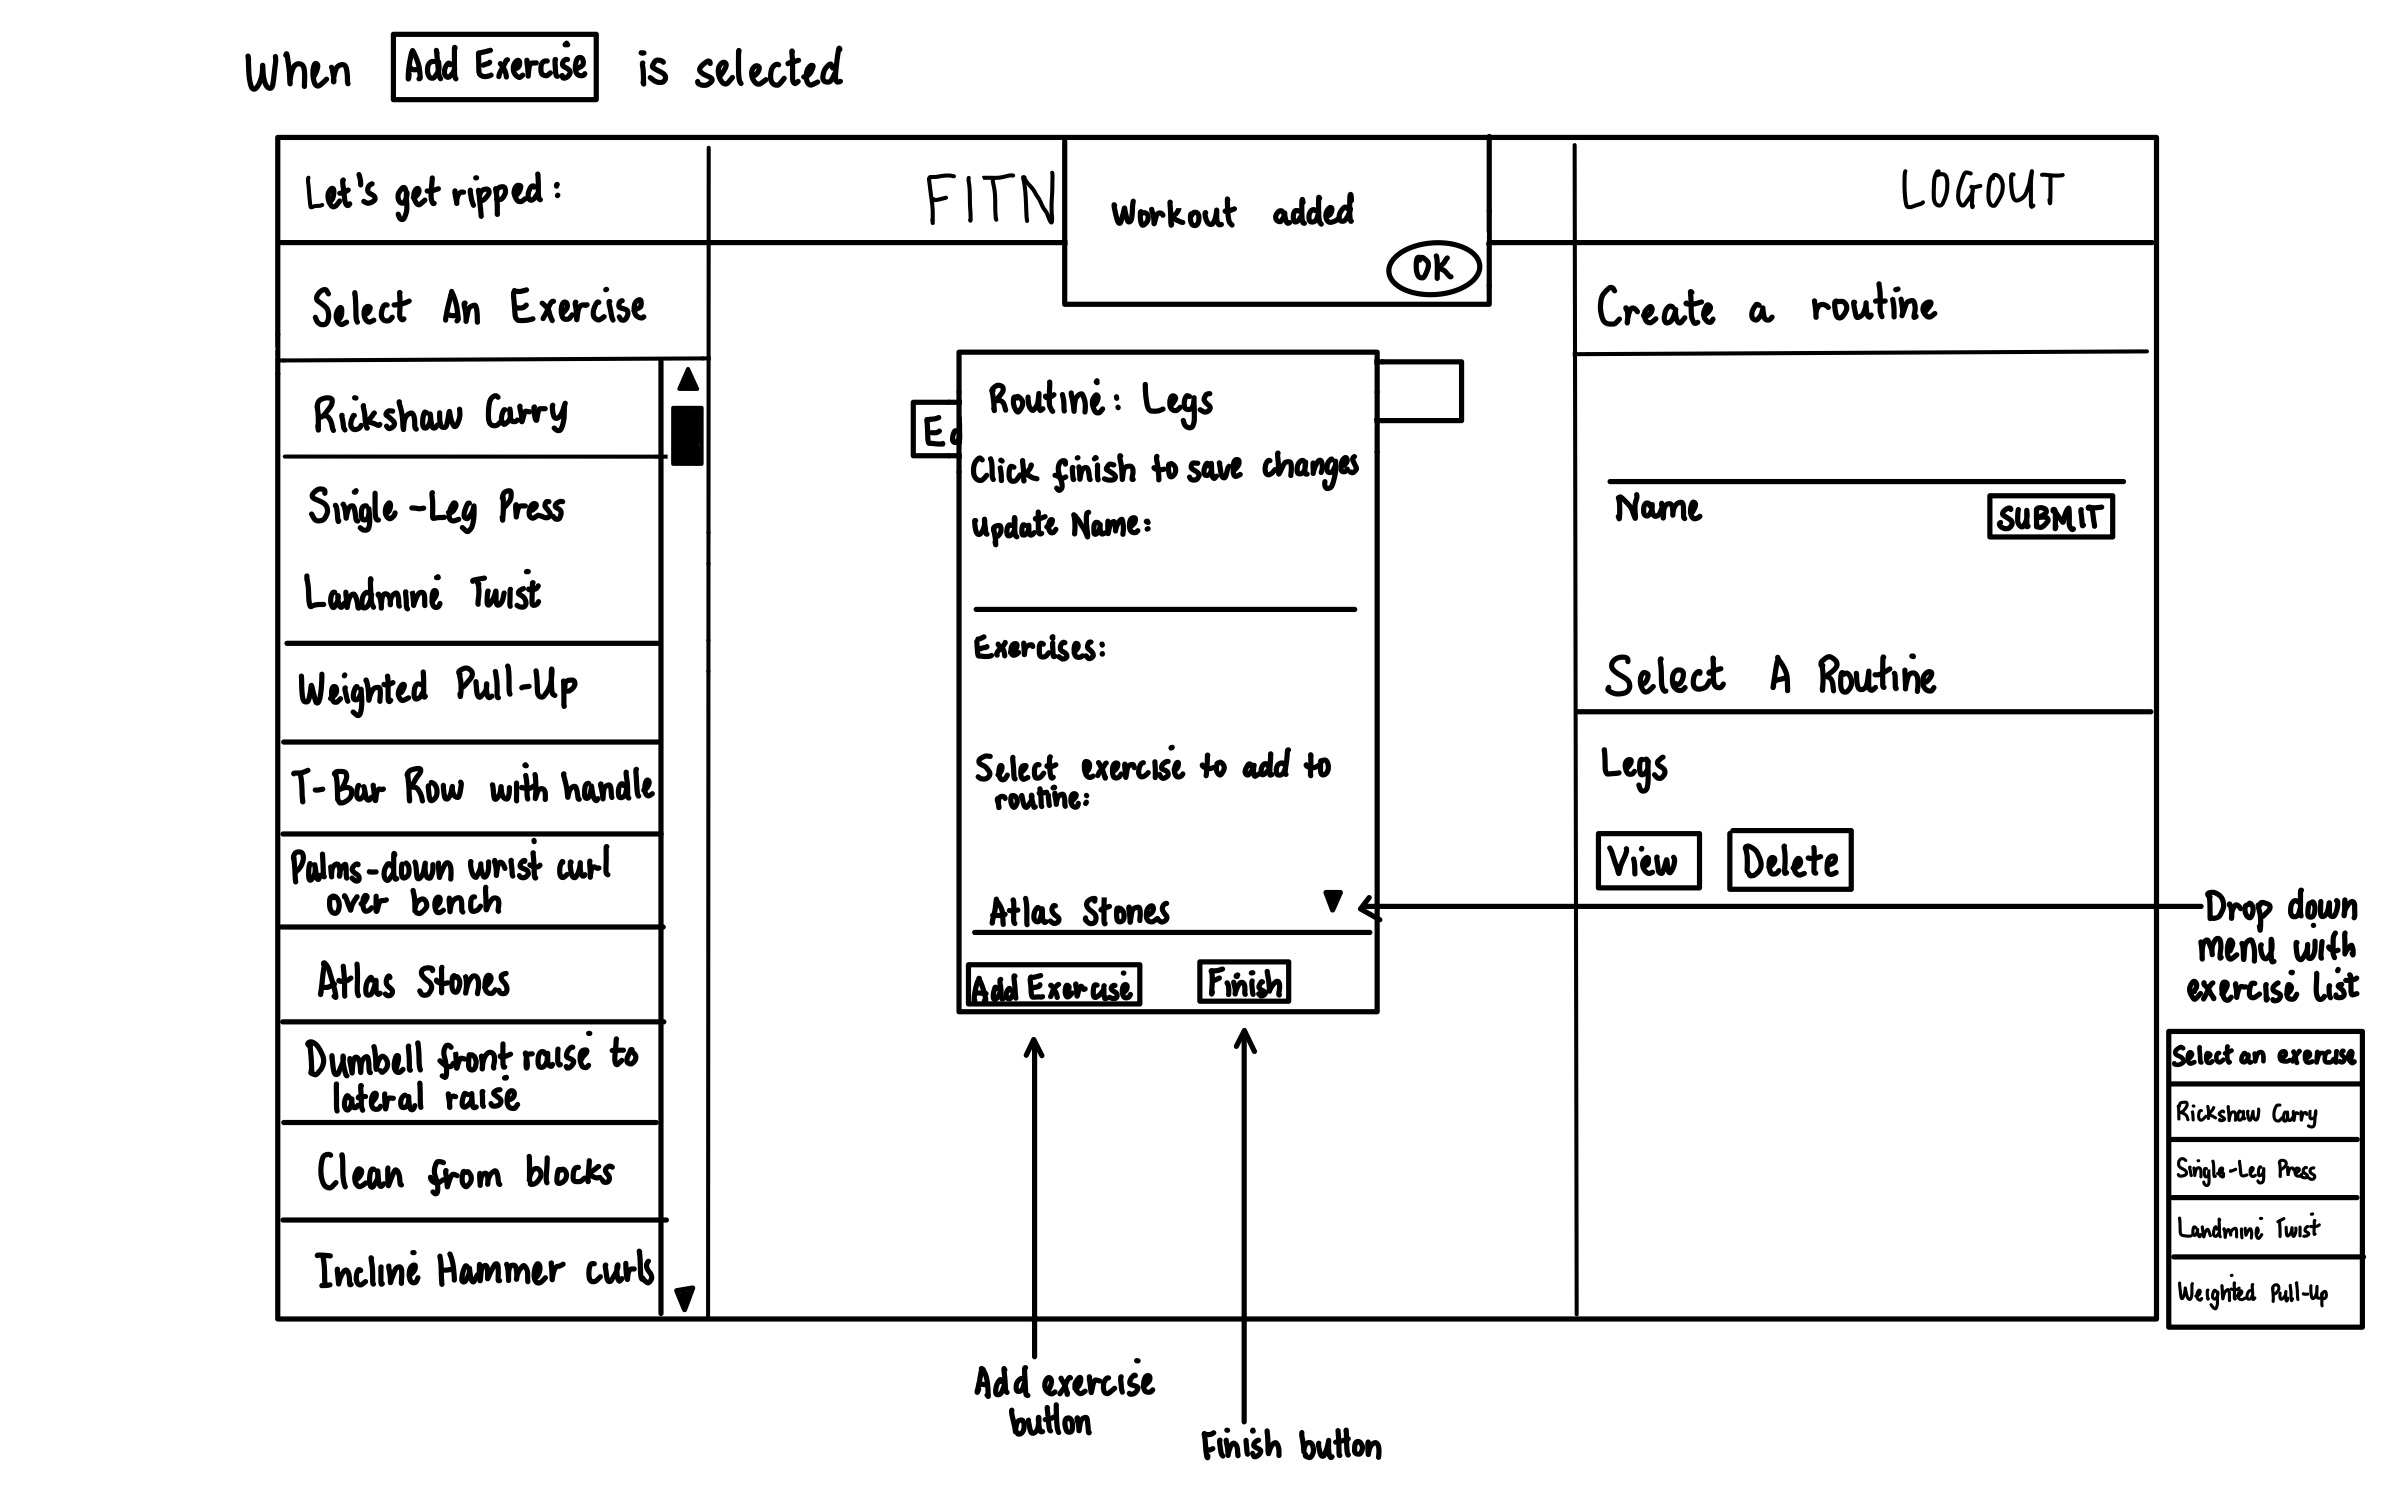 When Add Exercise is selected
Let's get ripped:
FITN
Workout added
OK
LOGOUT
Select An Exercise
Rickshaw Carry
Single-Leg Press
Landmine Twist
Weighted Pull-Up
T-Bar Row with handle
Palms-down wrist curl
over bench
Atlas Stones
Dumbell front raise to
lateral raise
Clean from blocks
Incline Hammer curls
Ed
Routine: Legs
Click finish to save changes
Update Name:
Exercises:
Select exercise to add to
routine:
Atlas Stones
Add Exercise
Finish
Create a routine
Name
SUBMIT
Select A Routine
Legs
View
Delete
Drop down
menu with
exercise list
Select an exercise
Rickshaw Carry
Single-Leg Press
Landmine Twist
Weighted Pull-Up
Add exercise
button
Finish button